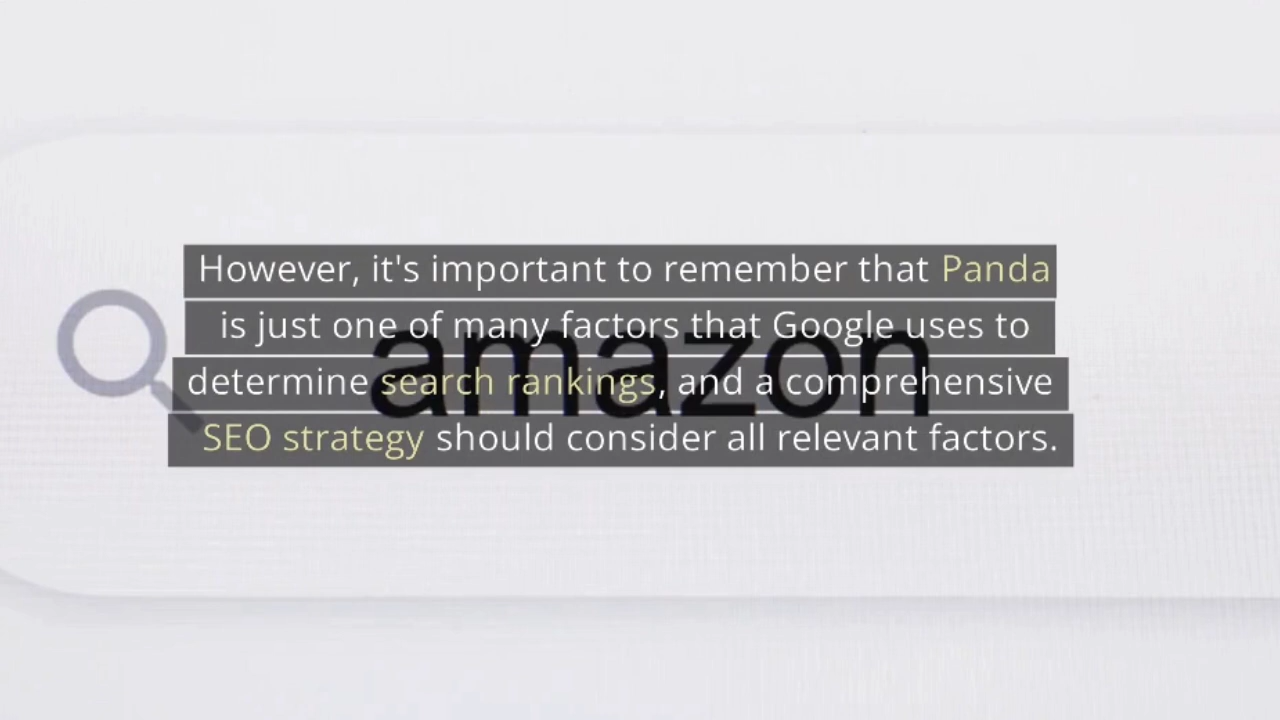 However, it's important to remember that Panda
is just one of many factors that Google uses to
amazon
determine search rankings, and a comprehensive
SEO strategy should consider all relevant factors.